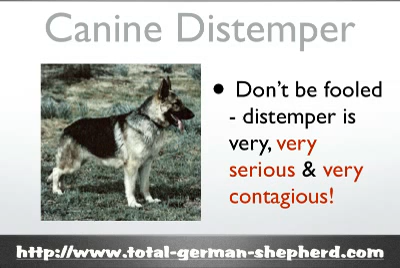 Canine Distemper
• Don't be fooled
- distemper is
very, very
serious & very
contagious!
http://www.total-german-shepherd.com